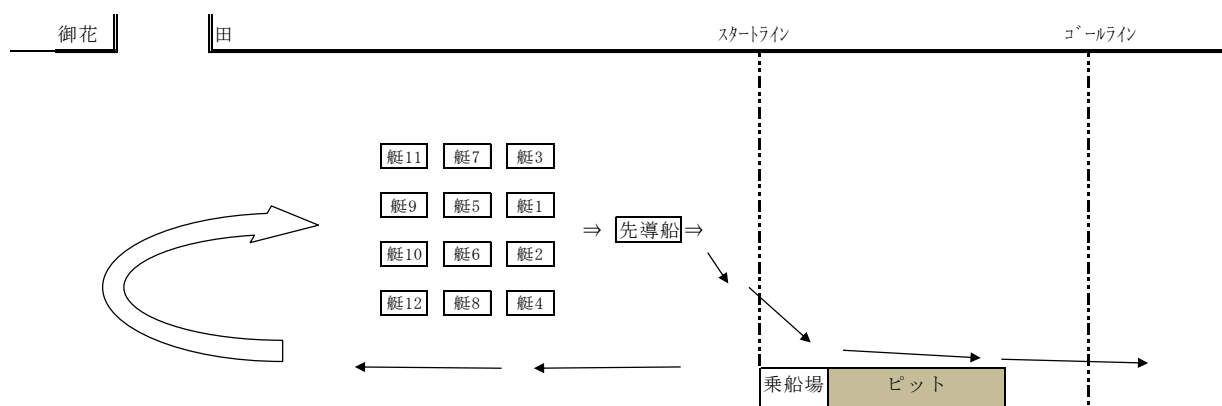 御花 田 ｽﾀｰﾄﾗｲﾝ ｺﾞｰﾙﾗｲﾝ
艇11 艇7 艇3
艇9 艇5 艇1
⇒ 先導船 ⇒
艇10 艇6 艇2
艇12 艇8 艇4
乗船場 ピット